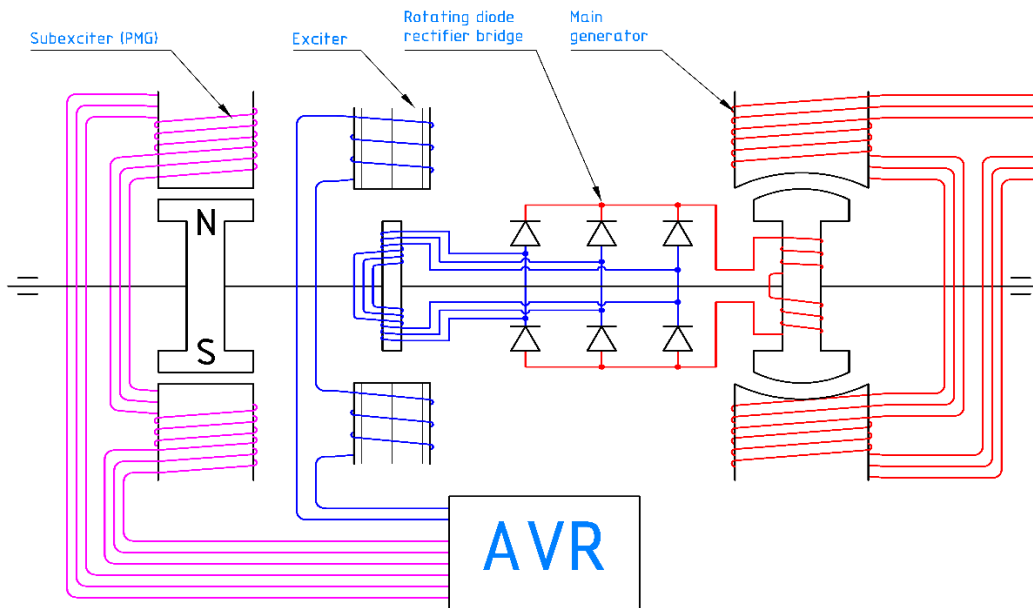 Subexciter (PMG)
Exciter
Rotating diode
rectifier bridge
Main
generator
N
S
AVR